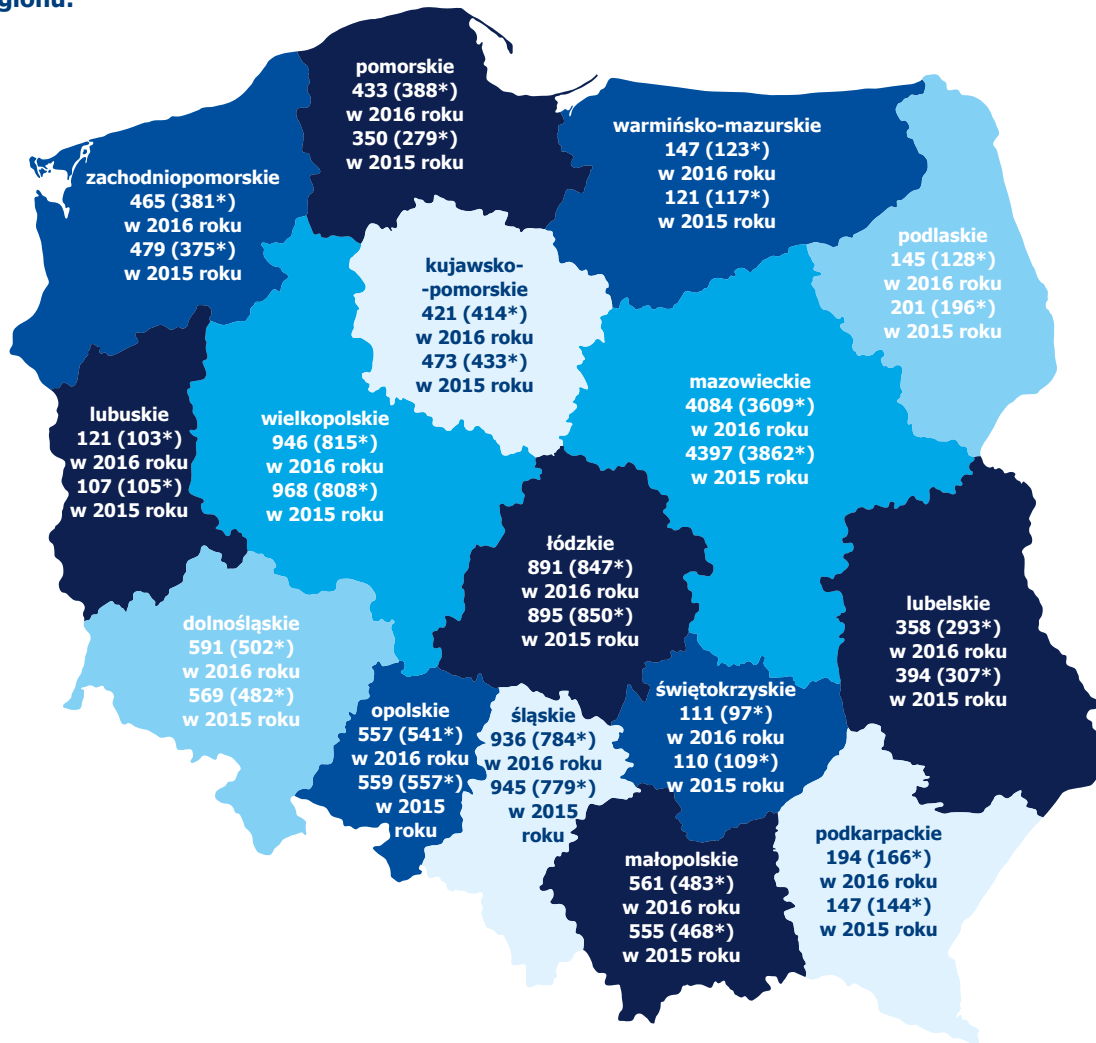 pomorskie
433 (388*)
w 2016 roku
350 (279*)
w 2015 roku
warmińsko-mazurskie
147 (123*)
w 2016 roku
121 (117*)
w 2015 roku
zachodniopomorskie
465 (381*)
w 2016 roku
479 (375*)
w 2015 roku
podlaskie
145 (128*)
w 2016 roku
201 (196*)
w 2015 roku
kujawsko-
-pomorskie
421 (414*)
w 2016 roku
473 (433*)
w 2015 roku
mazowieckie
4084 (3609*)
w 2016 roku
4397 (3862*)
w 2015 roku
lubuskie
121 (103*)
w 2016 roku
107 (105*)
w 2015 roku
wielkopolskie
946 (815*)
w 2016 roku
968 (808*)
w 2015 roku
łódzkie
891 (847*)
w 2016 roku
895 (850*)
w 2015 roku
lubelskie
358 (293*)
w 2016 roku
394 (307*)
w 2015 roku
dolnośląskie
591 (502*)
w 2016 roku
569 (482*)
w 2015 roku
opolskie
557 (541*)
w 2016 roku
559 (557*)
w 2015
roku
śląskie
936 (784*)
w 2016 roku
945 (779*)
w 2015
roku
świętokrzyskie
111 (97*)
w 2016 roku
110 (109*)
w 2015 roku
małopolskie
561 (483*)
w 2016 roku
555 (468*)
w 2015 roku
podkarpackie
194 (166*)
w 2016 roku
147 (144*)
w 2015 roku